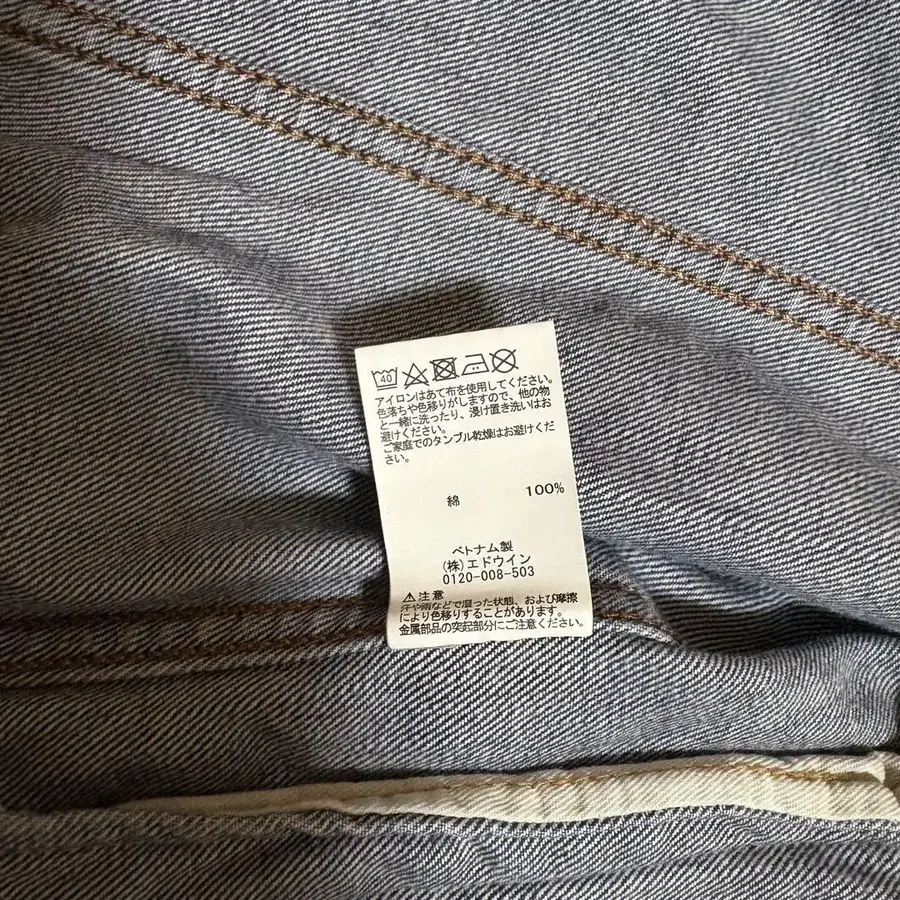 40
アイロンはあて布を使用してください。
色落ちや色移りがしますので、他の物
と一緒に洗ったり、浸け置き洗いはお
避けください。
ご家庭でのタンブル乾燥はお避けくだ
さい。
綿 100%
ベトナム製
(株)エドウイン
0120-008-503
⚠注意
汗や雨などで湿った状態、および摩擦
により色移りすることがあります。
金属部品の突起部分にご注意ください。